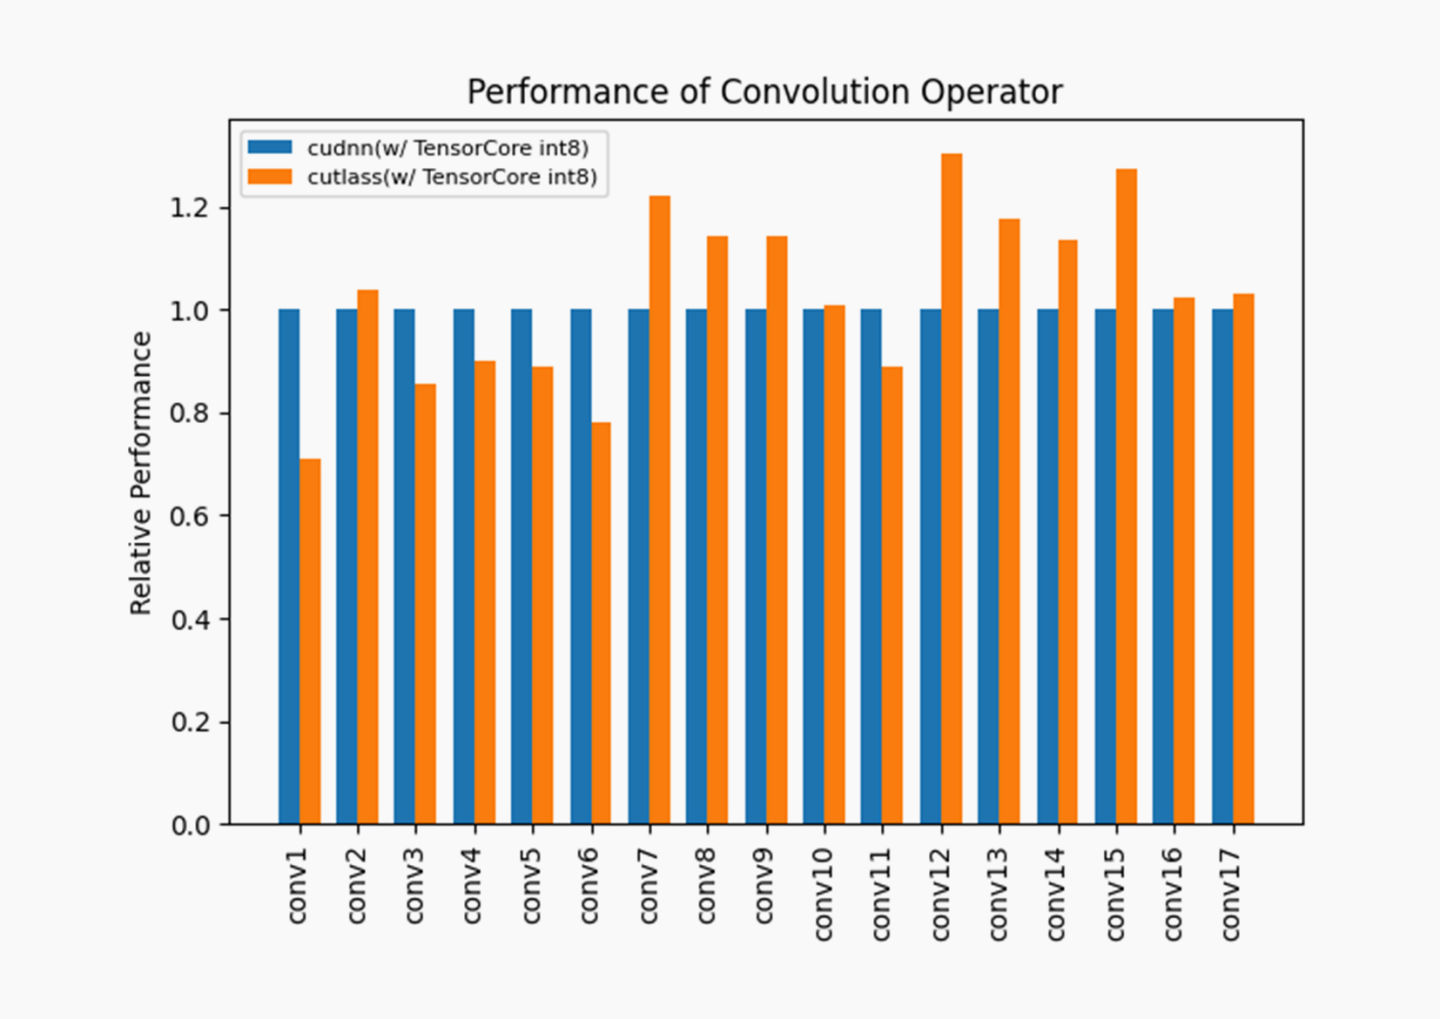 Performance of Convolution Operator
cudnn(w/ TensorCore int8)
cutlass(w/ TensorCore int8)
Relative Performance
1.2
1.0
0.8
0.6
0.4
0.2
0.0
conv1
conv2
conv3
conv4
conv5
conv6
conv7
conv8
conv9
conv10
conv11
conv12
conv13
conv14
conv15
conv16
conv17